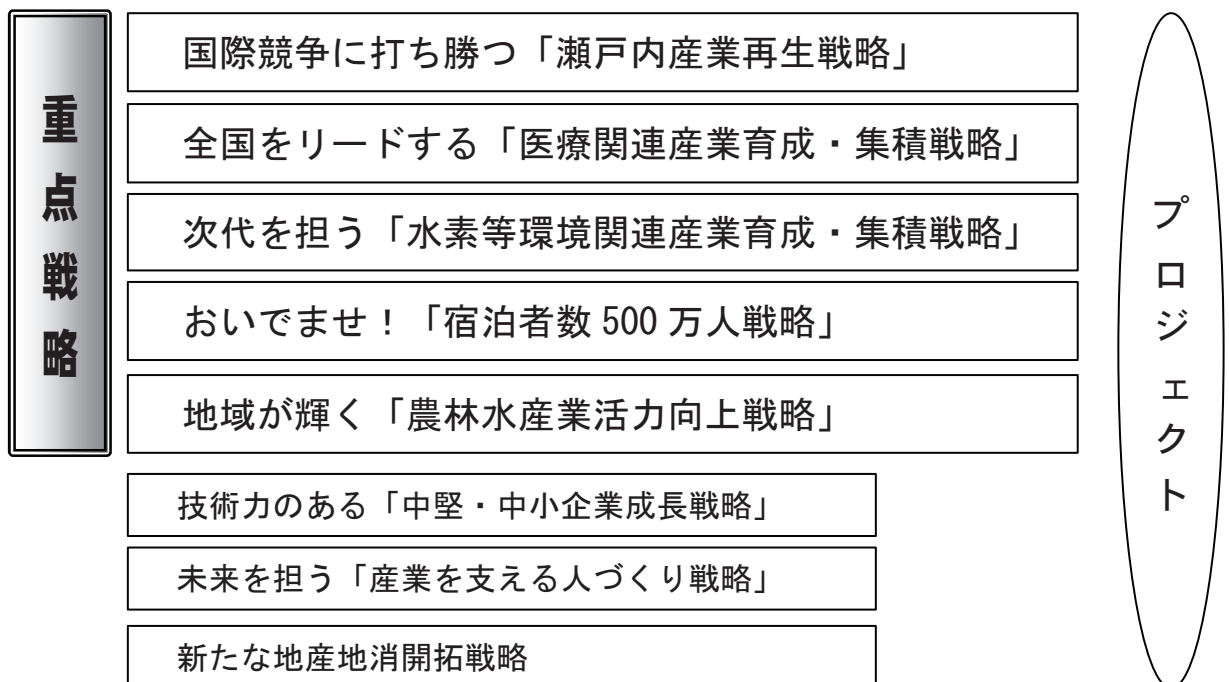 重点戦略
国際競争に打ち勝つ「瀬戸内産業再生戦略」
全国をリードする「医療関連産業育成・集積戦略」
次代を担う「水素等環境関連産業育成・集積戦略」
おいでませ！「宿泊者数 500 万人戦略」
地域が輝く「農林水産業活力向上戦略」
技術力のある「中堅・中小企業成長戦略」
未来を担う「産業を支える人づくり戦略」
新たな地産地消開拓戦略
プロジェクト